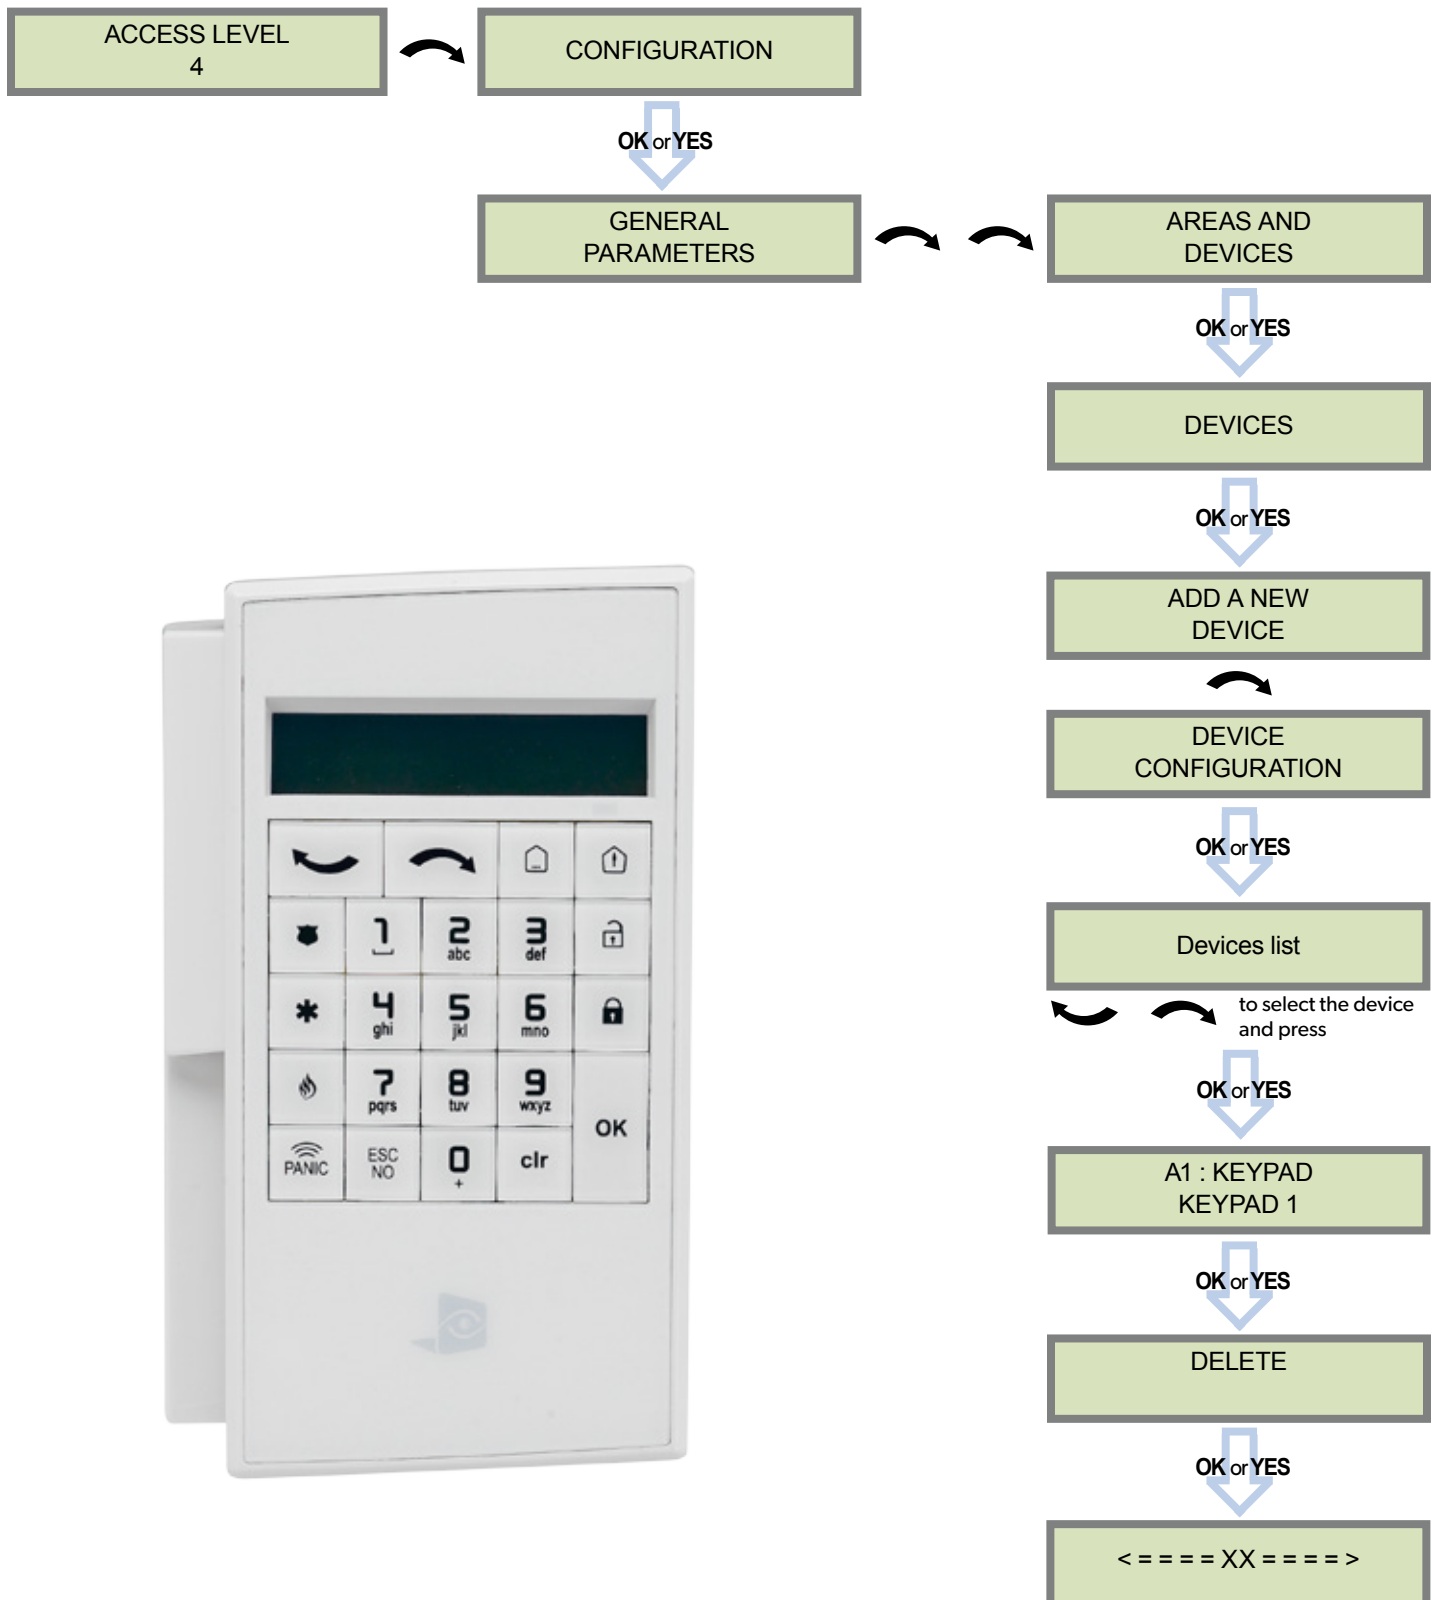 ACCESS LEVEL
4
CONFIGURATION
OK or YES
GENERAL
PARAMETERS
AREAS AND
DEVICES
OK or YES
DEVICES
OK or YES
ADD A NEW
DEVICE
DEVICE
CONFIGURATION
OK or YES
Devices list
to select the device
and press
OK or YES
A1 : KEYPAD
KEYPAD 1
OK or YES
DELETE
OK or YES
< = = = = XX = = = = >
1 2 3
abc def
4 5 6
ghi jkl mno
7 8 9
pqrs tuv wxyz
OK
PANIC ESC NO 0 + clr